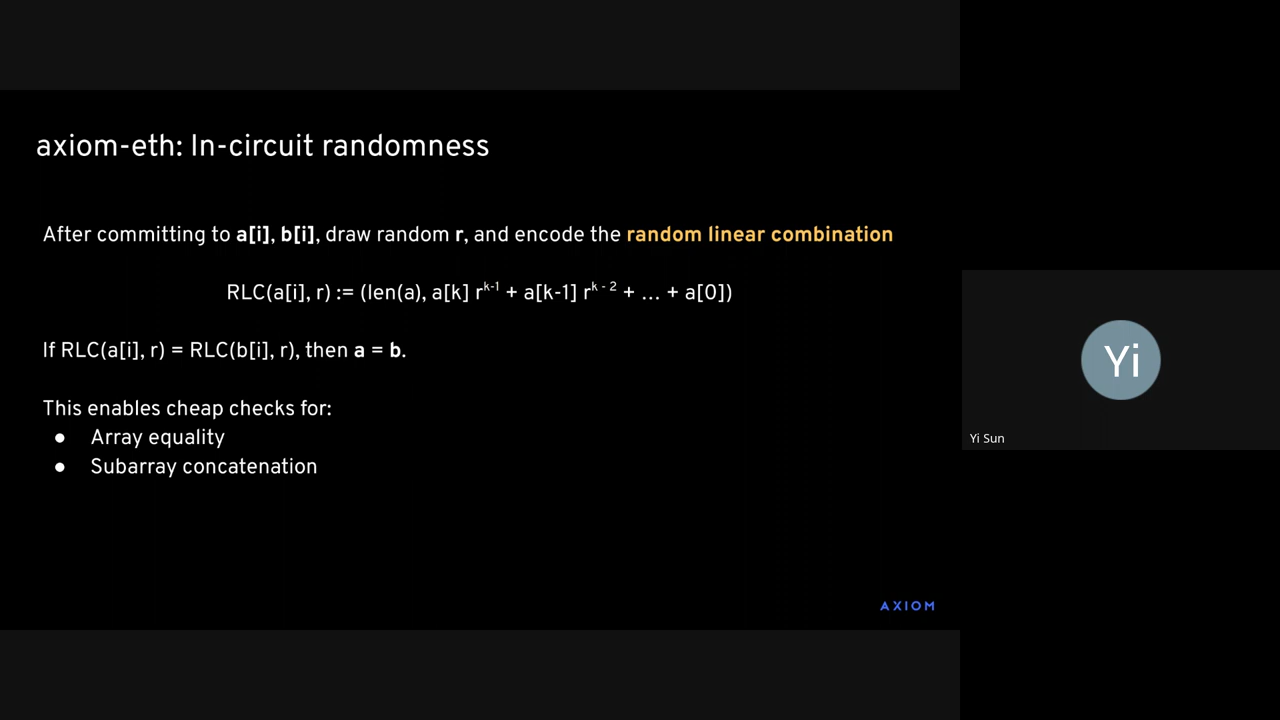 axiom-eth: In-circuit randomness
After committing to a[i], b[i], draw random r, and encode the random linear combination
RLC(a[i], r) := (len(a), a[k] r^k-1 + a[k-1] r^k - 2 + … + a[0])
If RLC(a[i], r) = RLC(b[i], r), then a = b.
This enables cheap checks for:
● Array equality
● Subarray concatenation
AXIOM
Yi
Yi Sun